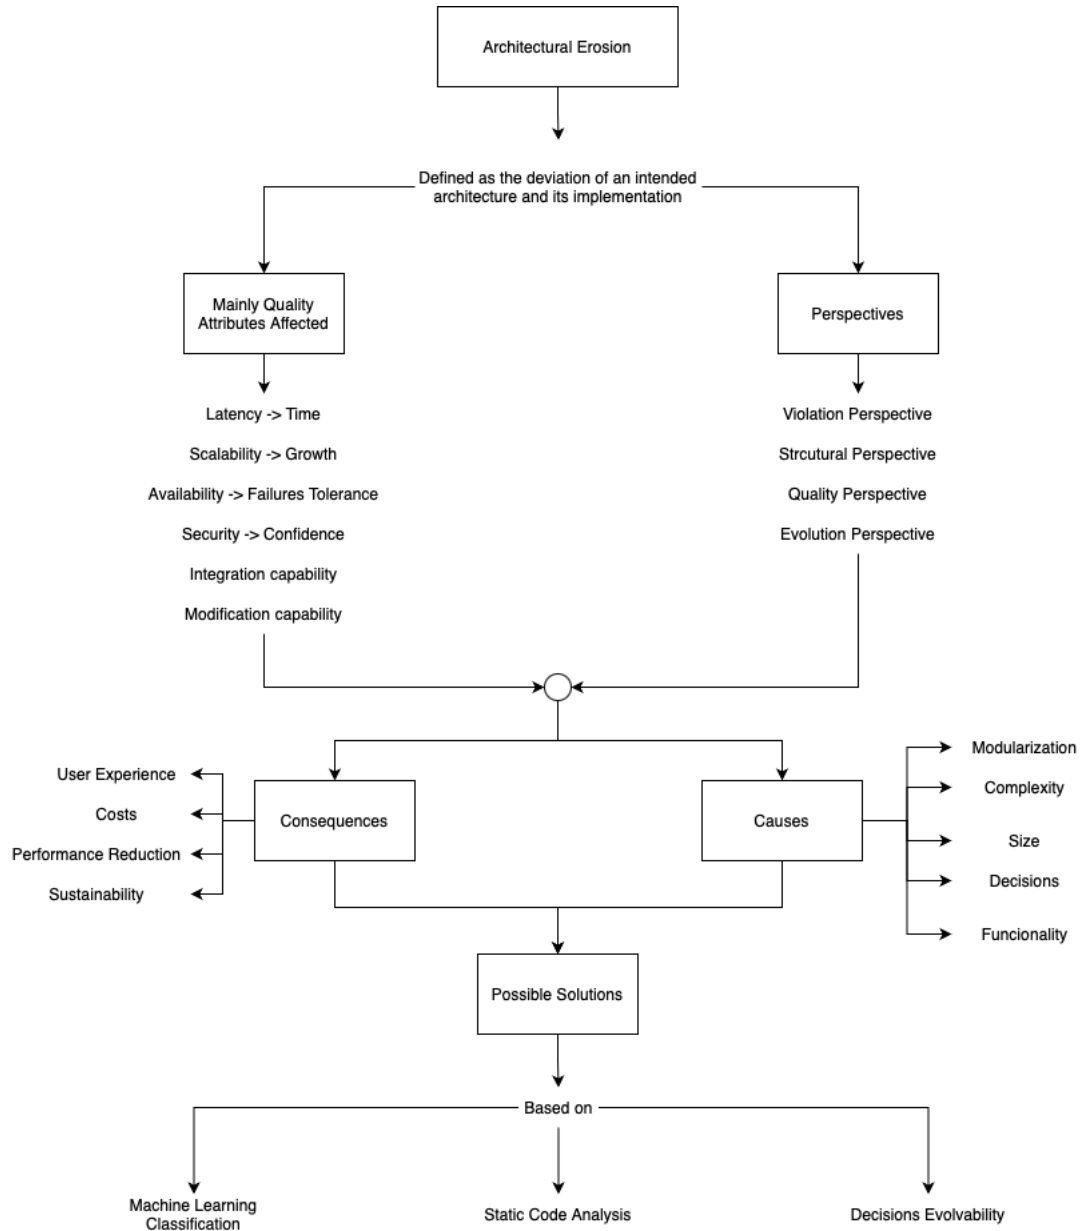 Architectural Erosion
Defined as the deviation of an intended
architecture and its implementation
Mainly Quality
Attributes Affected
Perspectives
Latency -> Time
Scalability -> Growth
Availability -> Failures Tolerance
Security -> Confidence
Integration capability
Modification capability
Violation Perspective
Strcutural Perspective
Quality Perspective
Evolution Perspective
User Experience
Costs
Performance Reduction
Sustainability
Consequences
Causes
Modularization
Complexity
Size
Decisions
Funcionality
Possible Solutions
Based on
Machine Learning
Classification
Static Code Analysis
Decisions Evolvability